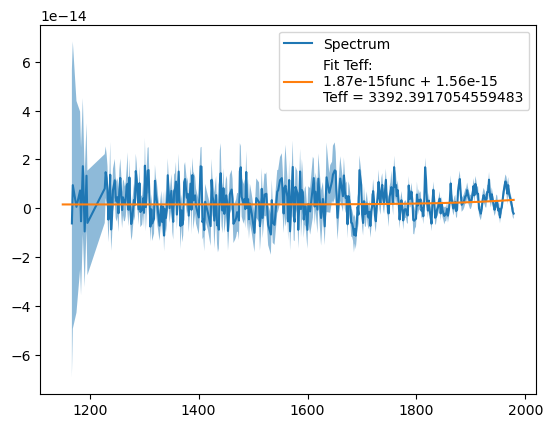 1e−14
Spectrum
Fit Teff:
1.87e-15func + 1.56e-15
Teff = 3392.3917054559483
6
4
2
0
−2
−4
−6
1200 1400 1600 1800 2000